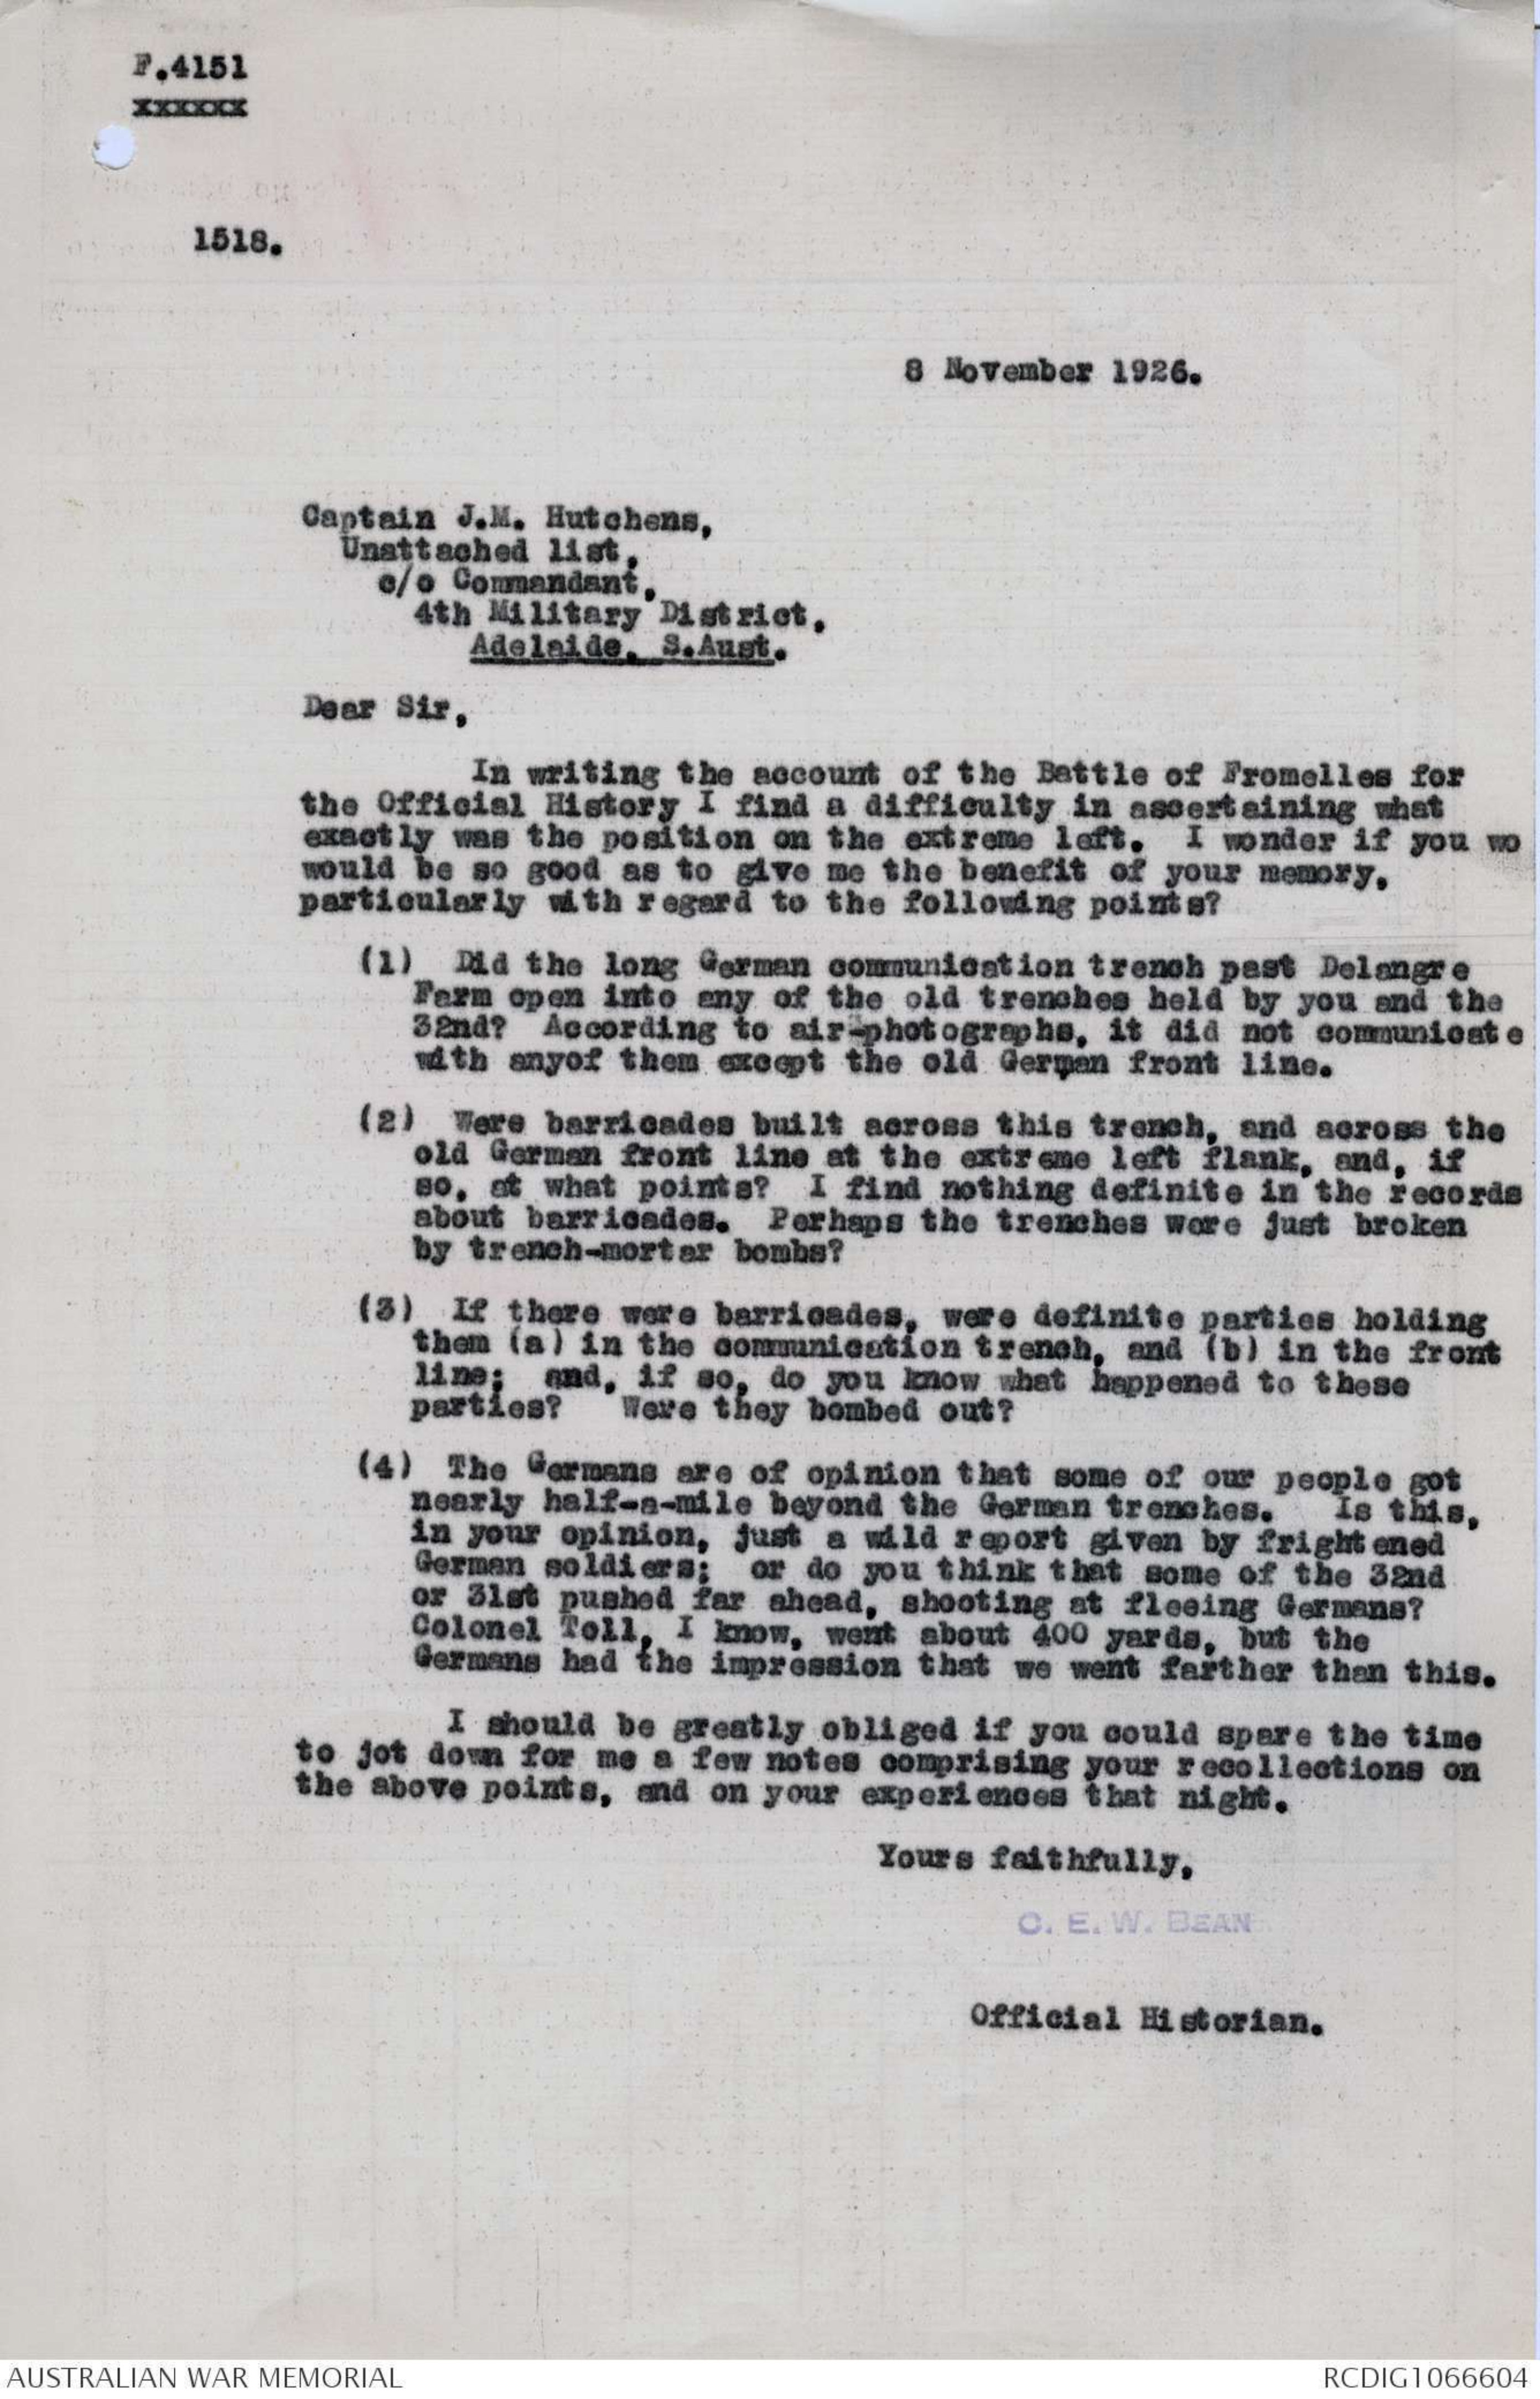 F.4151
xxxxxx
1518.
8 November 1926.
Captain J.M. Hutchens,
Unattached list,
c/o Commandant,
4th Military District,
Adelaide, S.Aust.
Dear Sir,
In writing the account of the Battle of Fromelles for
the Official History I find a difficulty in ascertaining what
exactly was the position on the extreme left. I wonder if you wo
would be so good as to give me the benefit of your memory,
particularly with regard to the following points?
(1) Did the long German communication trench past Delangre
Farm open into any of the old trenches held by you and the
32nd? According to air-photographs, it did not communicate
with anyof them except the old German front line.
(2) Were barricades built across this trench, and across the
old German front line at the extreme left flank, and, if
so, at what points? I find nothing definite in the records
about barricades. Perhaps the trenches were just broken
by trench-mortar bombs?
(3) If there were barricades, were definite parties holding
them (a) in the communication trench, and (b) in the front
line; and, if so, do you know what happened to these
parties? Were they bombed out?
(4) The Germans are of opinion that some of our people got
nearly half-a-mile beyond the German trenches. Is this,
in your opinion, just a wild report given by frightened
German soldiers; or do you think that some of the 32nd
or 31st pushed far ahead, shooting at fleeing Germans?
Colonel Toll, I know, went about 400 yards, but the
Germans had the impression that we went farther than this.
I should be greatly obliged if you could spare the time
to jot down for me a few notes comprising your recollections on
the above points, and on your experiences that night.
Yours faithfully,
C. E. W. BEAN
Official Historian.
AUSTRALIAN WAR MEMORIAL
RCDIG1066604